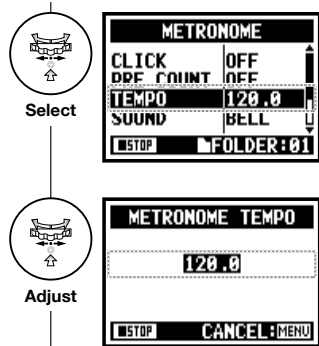 METRONOME
CLICK OFF
PRE COUNT OFF
TEMPO 120.0
SOUND BELL
Select
STOP FOLDER:01
METRONOME TEMPO
120.0
Adjust
STOP CANCEL:MENU